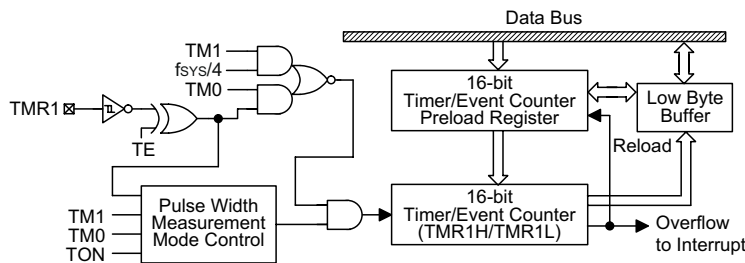 Data Bus
TM1
fSYS/4
TM0
TMR1
TE
16-bit
Timer/Event Counter
Preload Register
Low Byte
Buffer
Reload
TM1
TM0
TON
Pulse Width
Measurement
Mode Control
16-bit
Timer/Event Counter
(TMR1H/TMR1L)
Overflow
to Interrupt